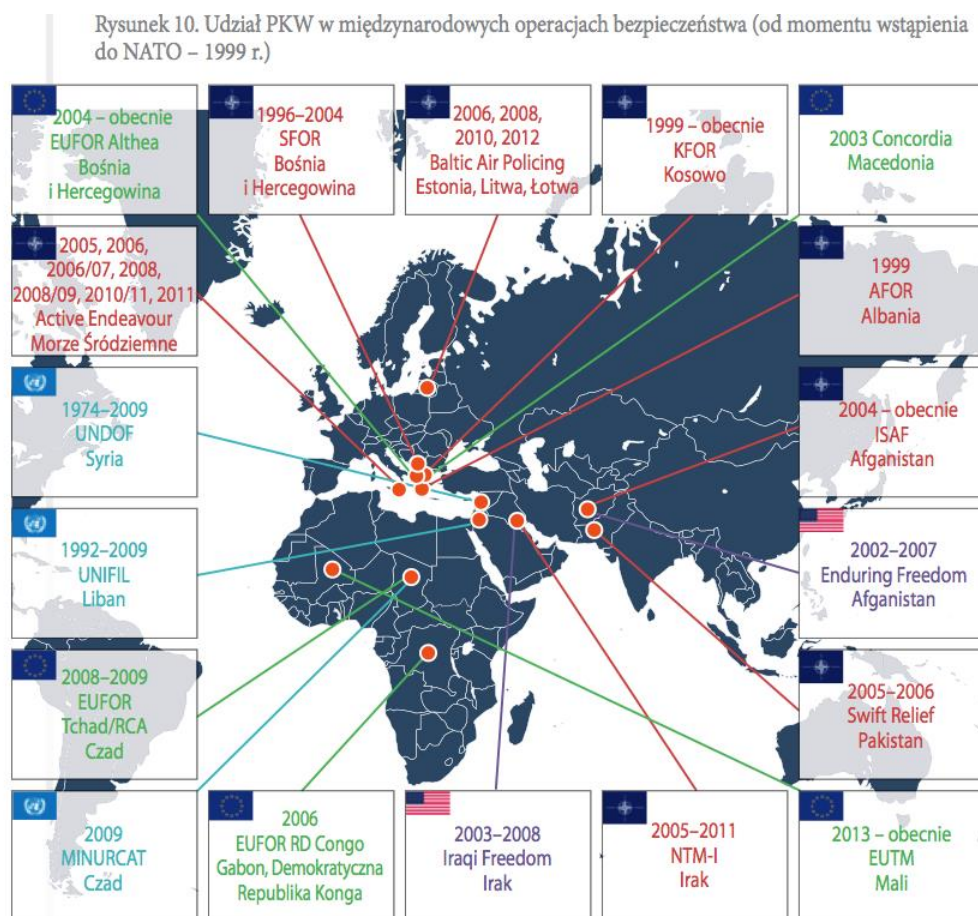 Rysunek 10. Udział PKW w międzynarodowych operacjach bezpieczeństwa (od momentu wstąpienia
do NATO – 1999 r.)
2004 – obecnie
EUFOR Althea
Bośnia
i Hercegowina
1996–2004
SFOR
Bośnia
i Hercegowina
2006, 2008,
2010, 2012
Baltic Air Policing
Estonia, Litwa, Łotwa
1999 – obecnie
KFOR
Kosowo
2003 Concordia
Macedonia
2005, 2006,
2006/07, 2008,
2008/09, 2010/11, 2011
Active Endeavour
Morze Śródziemne
1999
AFOR
Albania
1974–2009
UNDOF
Syria
2004 – obecnie
ISAF
Afganistan
1992–2009
UNIFIL
Liban
2002–2007
Enduring Freedom
Afganistan
2008–2009
EUFOR
Tchad/RCA
Czad
2005–2006
Swift Relief
Pakistan
2009
MINURCAT
Czad
2006
EUFOR RD Congo
Gabon, Demokratyczna
Republika Konga
2003–2008
Iraqi Freedom
Irak
2005–2011
NTM-I
Irak
2013 – obecnie
EUTM
Mali